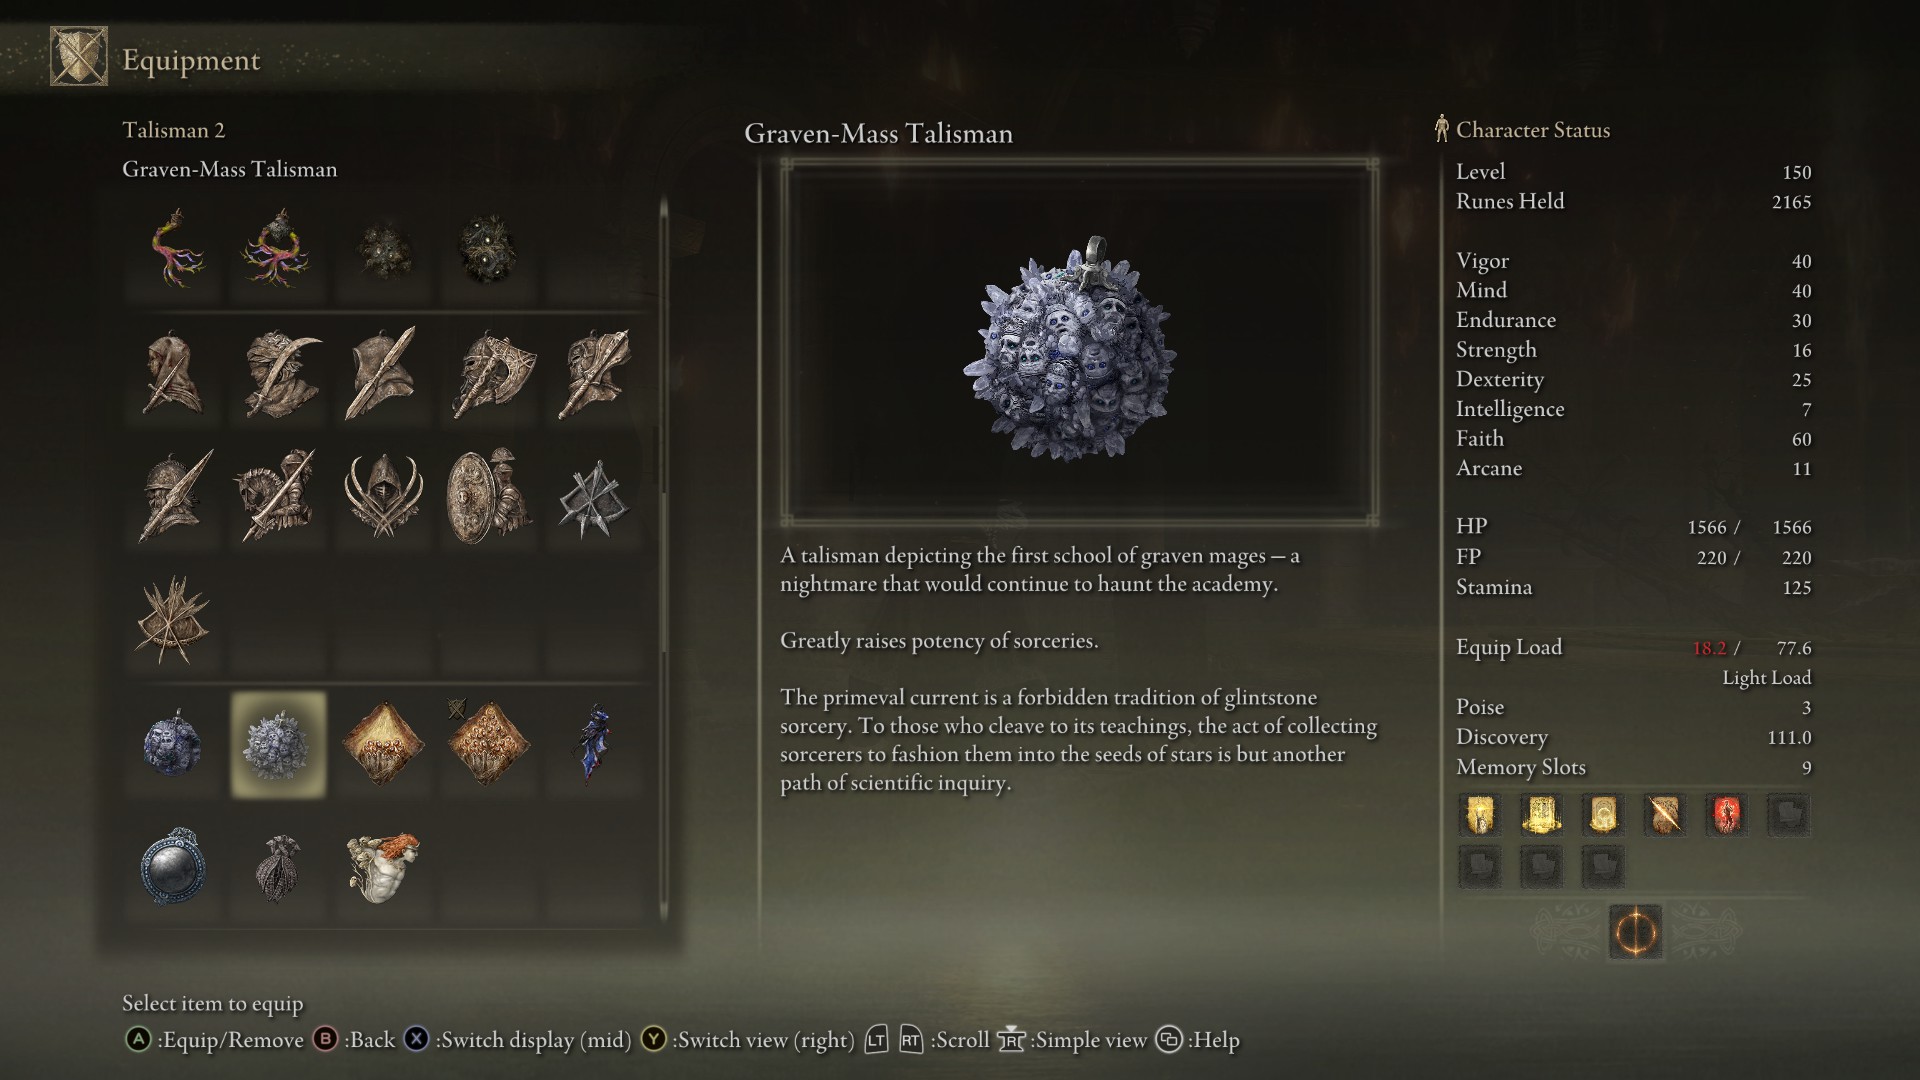 Equipment
Talisman 2
Graven-Mass Talisman
Graven-Mass Talisman
A talisman depicting the first school of graven mages — a
nightmare that would continue to haunt the academy.
Greatly raises potency of sorceries.
The primeval current is a forbidden tradition of glintstone
sorcery. To those who cleave to its teachings, the act of collecting
sorcerers to fashion them into the seeds of stars is but another
path of scientific inquiry.
Character Status
Level 150
Runes Held 2165
Vigor 40
Mind 40
Endurance 30
Strength 16
Dexterity 25
Intelligence 7
Faith 60
Arcane 11
HP 1566 / 1566
FP 220 / 220
Stamina 125
Equip Load 18.2 / 77.6
Light Load
Poise 3
Discovery 111.0
Memory Slots 9
Select item to equip
A :Equip/Remove B :Back X :Switch display (mid) Y :Switch view (right) LT RT :Scroll R :Simple view :Help